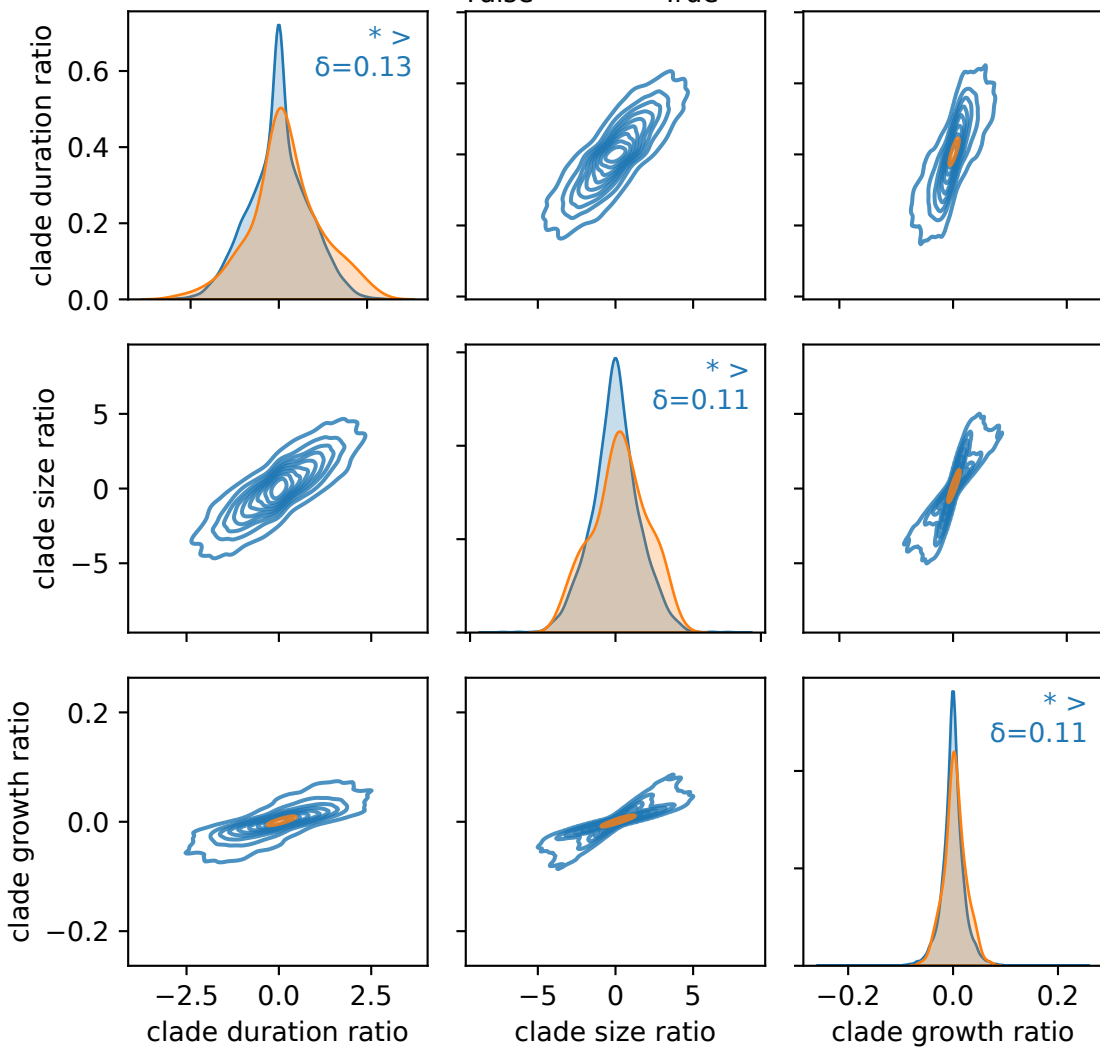 clade duration ratio
0.6
0.4
0.2
0.0
* >
δ=0.13
clade size ratio
5
0
−5
* >
δ=0.11
clade growth ratio
0.2
0.0
−0.2
* >
δ=0.11
−2.5 0.0 2.5
−5 0 5
−0.2 0.0 0.2
clade duration ratio
clade size ratio
clade growth ratio